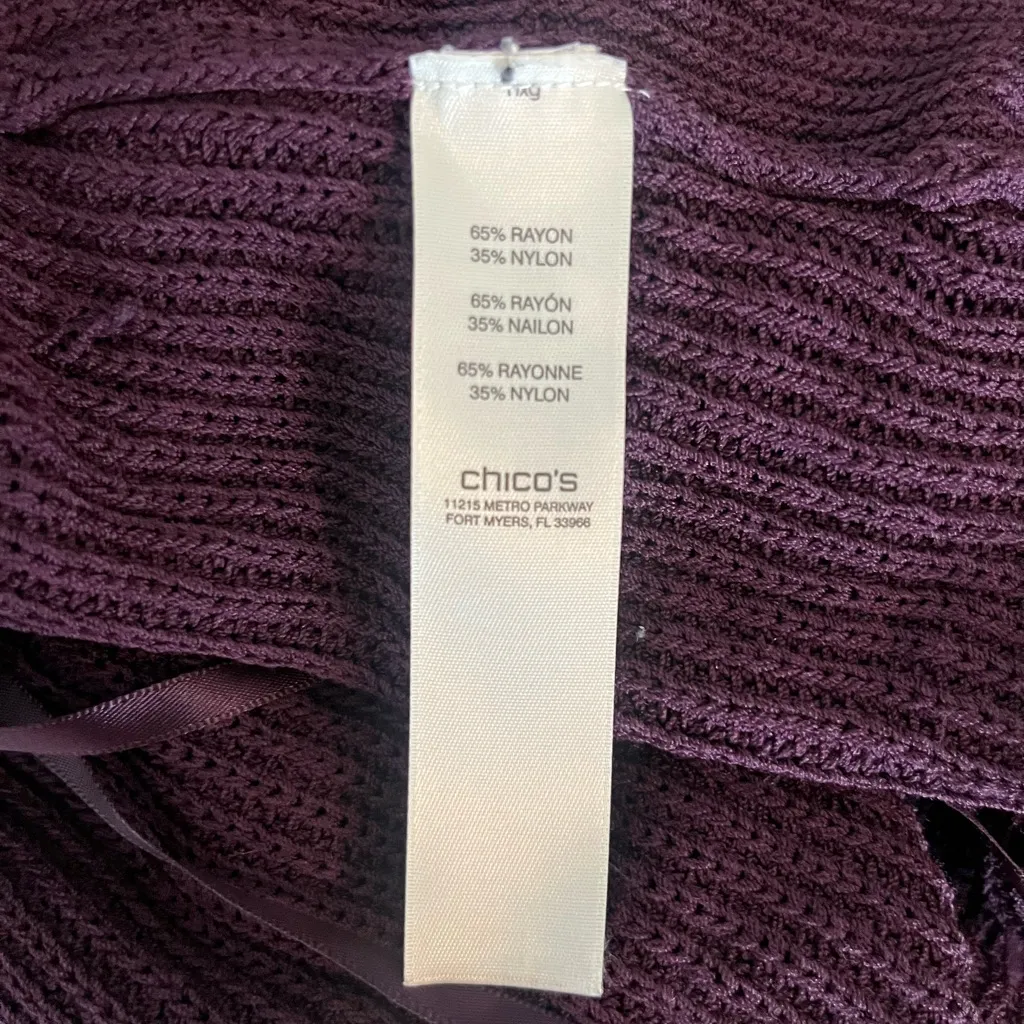 65% RAYON
35% NYLON
65% RAYÓN
35% NAILON
65% RAYONNE
35% NYLON
chico's
11215 METRO PARKWAY
FORT MYERS, FL 33966